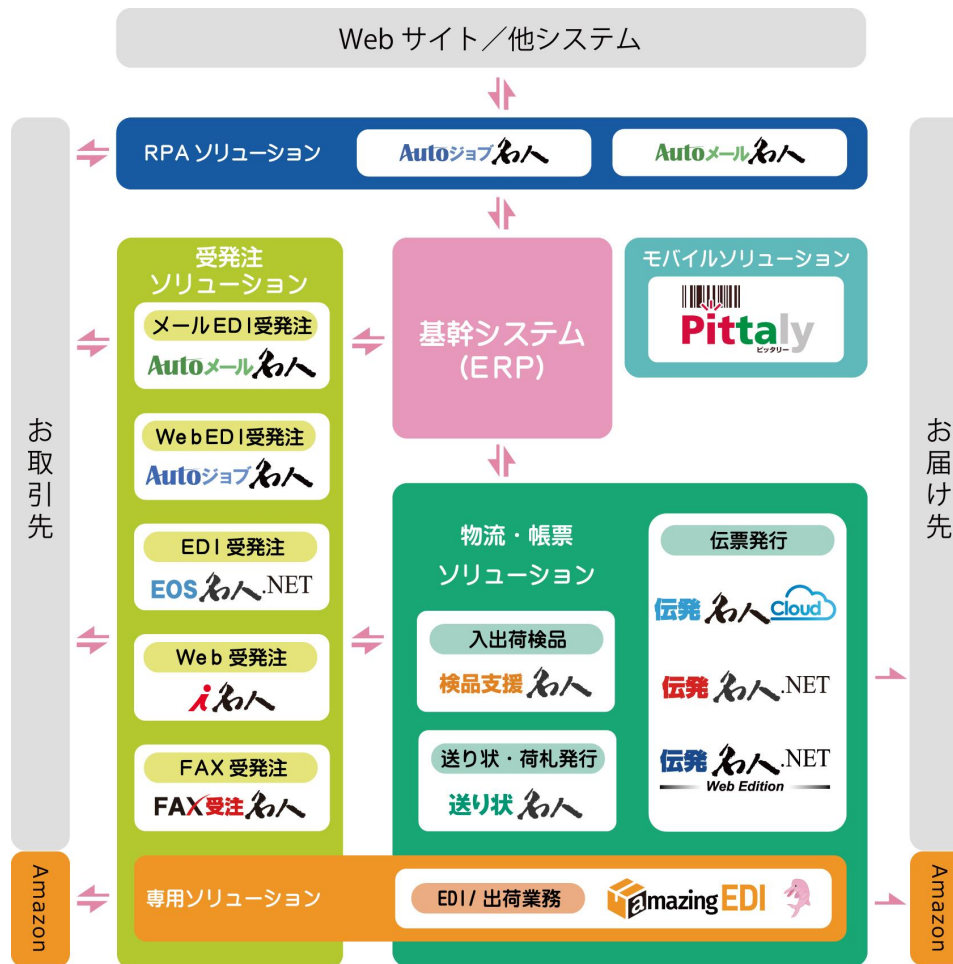 Webサイト／他システム
RPAソリューション
Autoジョブ名人
Autoメール名人
お取引先
お届け先
受発注
ソリューション
メールEDI受発注
Autoメール名人
WebEDI受発注
Autoジョブ名人
EDI受発注
EOS名人.NET
Web受発注
i名人
FAX受発注
FAX受注名人
基幹システム
(ERP)
モバイルソリューション
Pittaly
ピッタリー
物流・帳票
ソリューション
入出荷検品
検品支援名人
送り状・荷札発行
送り状名人
伝票発行
伝発名人Cloud
伝発名人.NET
伝発名人.NET
Web Edition
Amazon
専用ソリューション
EDI/出荷業務
amazingEDI
Amazon